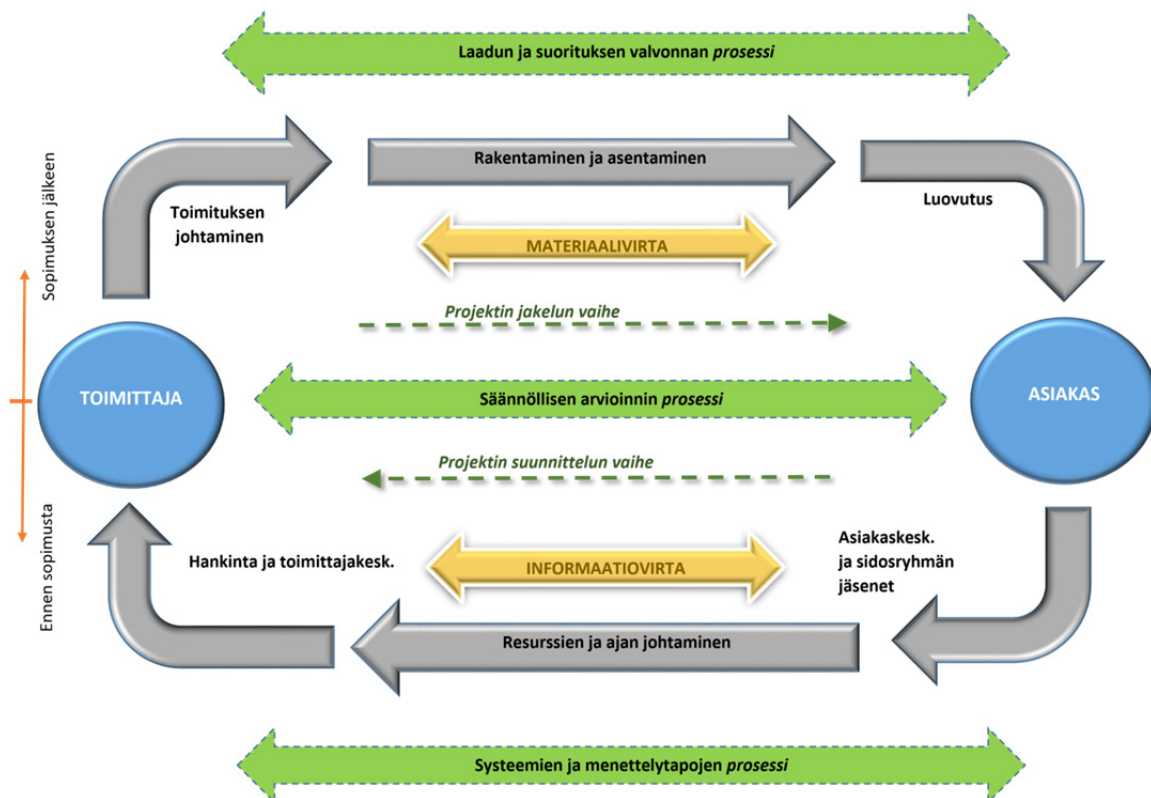 Laadun ja suorituksen valvonnan prosessi
Sopimuksen jälkeen
Rakentaminen ja asentaminen
Toimituksen
johtaminen
Luovutus
MATERIAALIVIRTA
Projektin jakelun vaihe
TOIMITTAJA
Säännöllisen arvioinnin prosessi
ASIAKAS
Projektin suunnittelun vaihe
Ennen sopimusta
Hankinta ja toimittajakesk.
INFORMAATIOVIRTA
Asiakaskesk.
ja sidosryhmän
jäsenet
Resurssien ja ajan johtaminen
Systeemien ja menettelytapojen prosessi